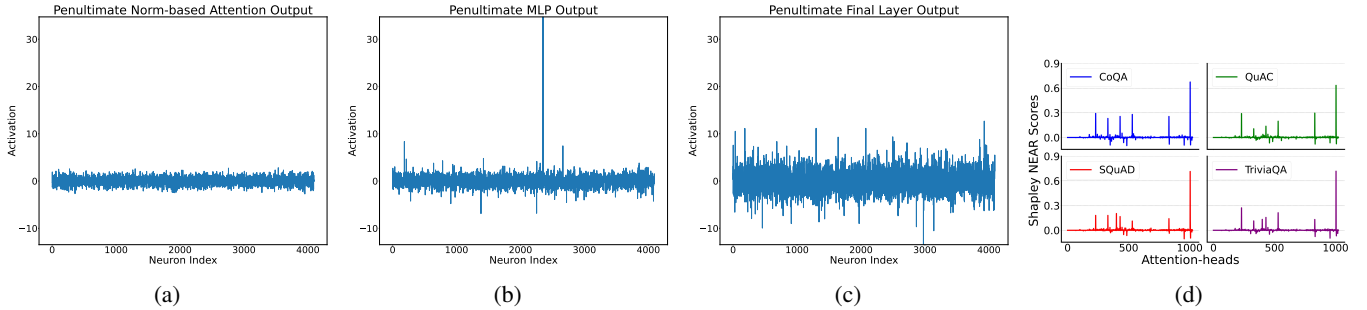 Penultimate Norm-based Attention Output
Activation
30
20
10
0
−10
0 1000 2000 3000 4000
Neuron Index
(a)
Penultimate MLP Output
Activation
30
20
10
0
−10
0 1000 2000 3000 4000
Neuron Index
(b)
Penultimate Final Layer Output
Activation
30
20
10
0
−10
0 1000 2000 3000 4000
Neuron Index
(c)
Shapley NEAR Scores
0.9
0.6
0.3
0.0
CoQA
QuAC
0.9
0.6
0.3
0.0
SQuAD
TriviaQA
0 500 1000 0 500 1000
Attention-heads
(d)